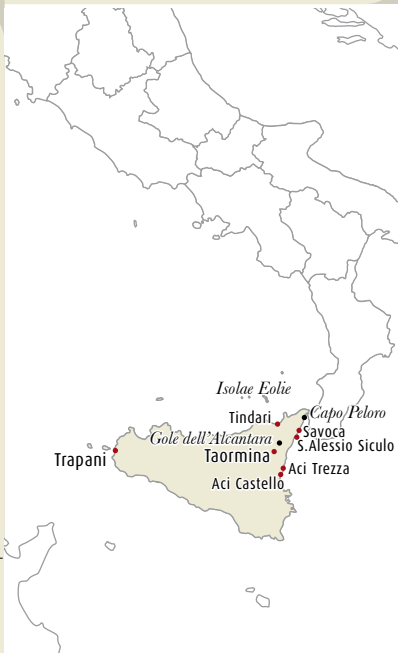 Isolae Eolie
Capo Peloro
Tindari
Savoca
Gole dell'Alcantara
S.Alessio Siculo
Taormina
Trapani
Aci Trezza
Aci Castello